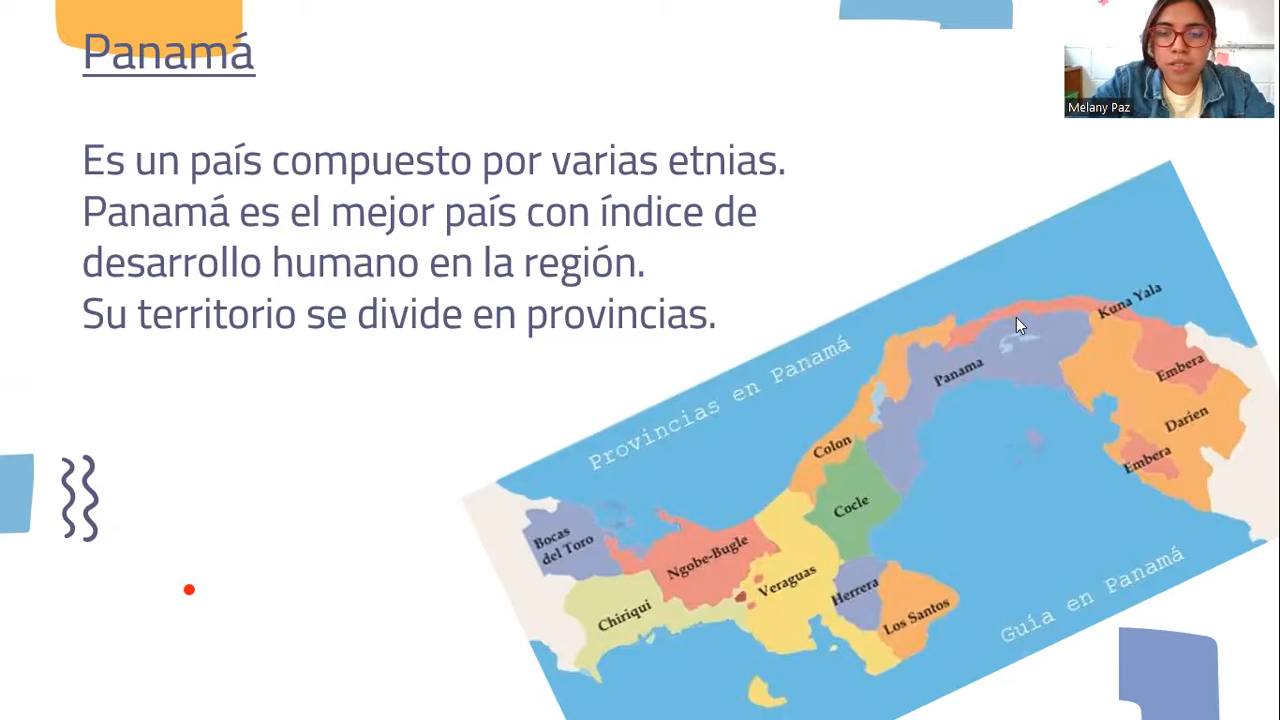 Panamá
Melany Paz
Es un país compuesto por varias etnias.
Panamá es el mejor país con índice de
desarrollo humano en la región.
Su territorio se divide en provincias.
Provincias en Panamá
Kuna Yala
Embera
Panama
Darien
Colon
Embera
Cocle
Bocas
del Toro
Ngobe-Bugle
Veraguas
Herrera
Chiriqui
Los Santos
Guía en Panamá